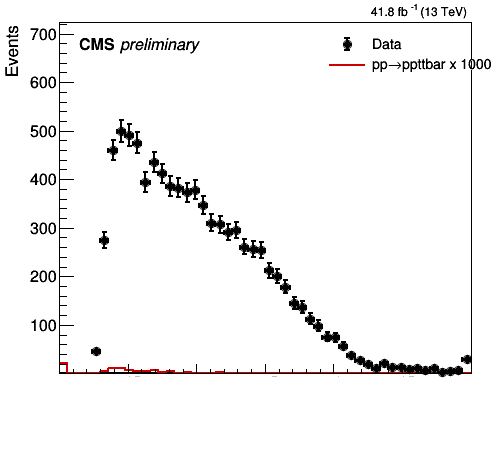 41.8 fb⁻¹ (13 TeV)
Events
CMS preliminary
Data
pp→ppttbar x 1000
700
600
500
400
300
200
100